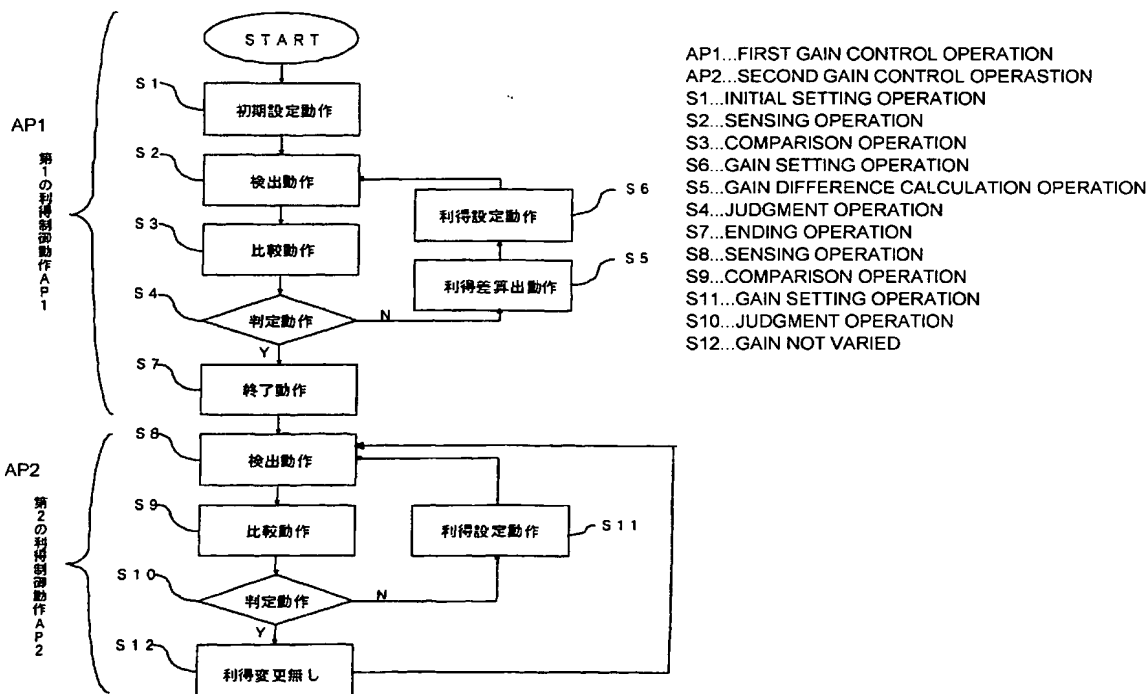 START
S1
初期設定動作
AP1
第1の利得制御動作AP1
S2
検出動作
S6
利得設定動作
S3
比較動作
S5
利得差算出動作
S4
判定動作
N
Y
S7
終了動作
S8
検出動作
AP2
第2の利得制御動作AP2
S9
比較動作
利得設定動作
S11
S10
判定動作
N
Y
S12
利得変更無し
AP1...FIRST GAIN CONTROL OPERATION
AP2...SECOND GAIN CONTROL OPERASTION
S1...INITIAL SETTING OPERATION
S2...SENSING OPERATION
S3...COMPARISON OPERATION
S6...GAIN SETTING OPERATION
S5...GAIN DIFFERENCE CALCULATION OPERATION
S4...JUDGMENT OPERATION
S7...ENDING OPERATION
S8...SENSING OPERATION
S9...COMPARISON OPERATION
S11...GAIN SETTING OPERATION
S10...JUDGMENT OPERATION
S12...GAIN NOT VARIED